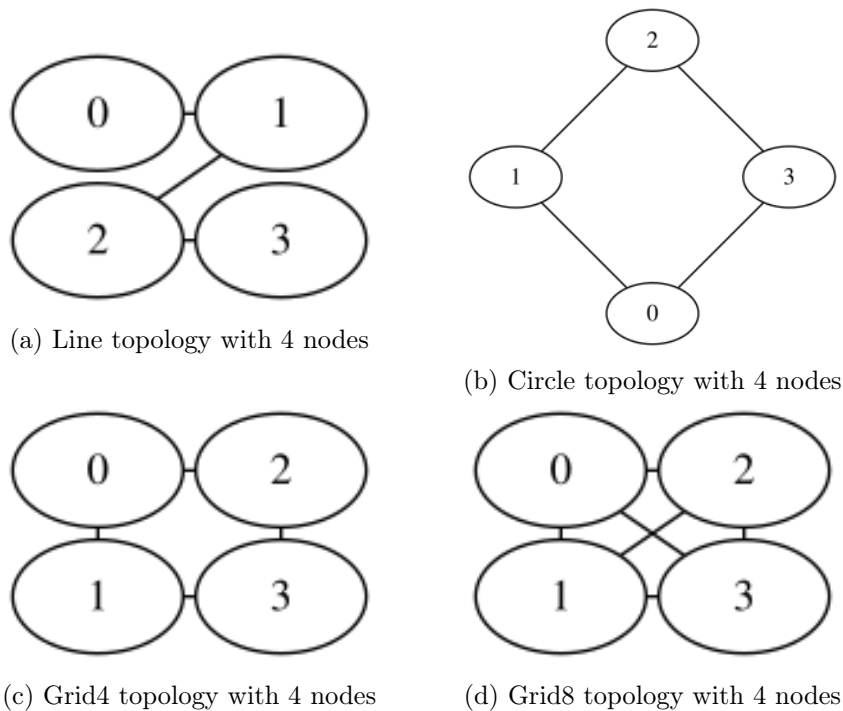 0 1
2 3
(a) Line topology with 4 nodes
2
1 3
0
(b) Circle topology with 4 nodes
0 2
1 3
(c) Grid4 topology with 4 nodes
0 2
1 3
(d) Grid8 topology with 4 nodes